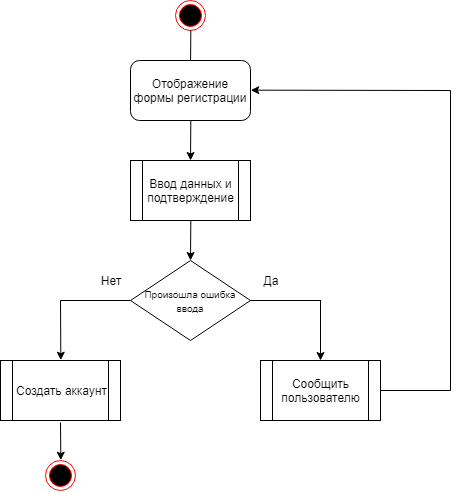 Отображение
формы регистрации
Ввод данных и
подтверждение
Нет
Да
Произошла ошибка
ввода
Создать аккаунт
Сообщить
пользователю